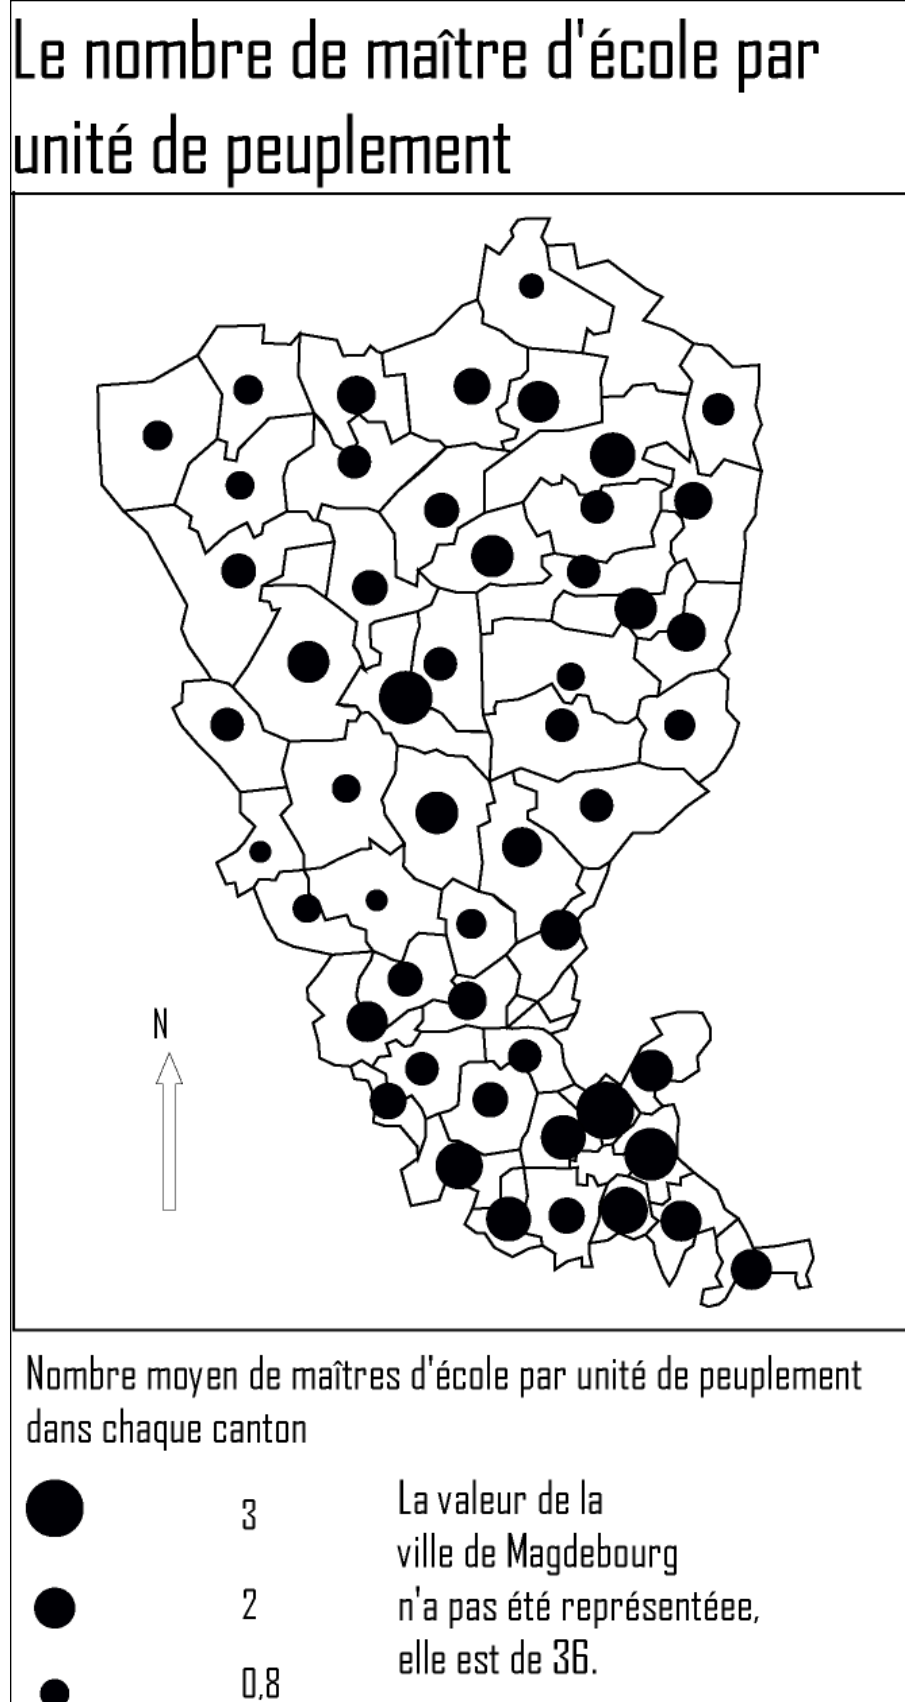 Le nombre de maître d'école par
unité de peuplement
N
Nombre moyen de maîtres d'école par unité de peuplement
dans chaque canton
3
2
0,8
La valeur de la
ville de Magdebourg
n'a pas été représentéee,
elle est de 36.